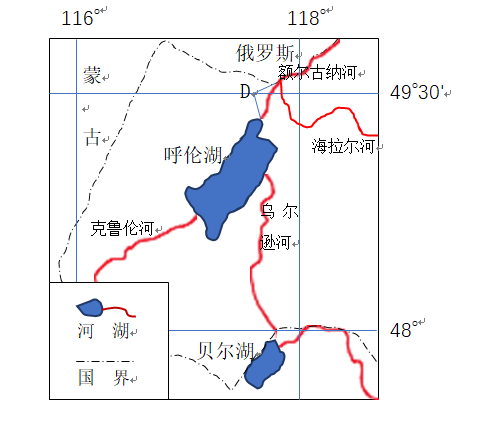 116°
118°
俄罗斯
蒙古
额尔古纳河
D
49°30'
海拉尔河
呼伦湖
乌尔逊河
克鲁伦河
48°
贝尔湖
河 湖
国 界